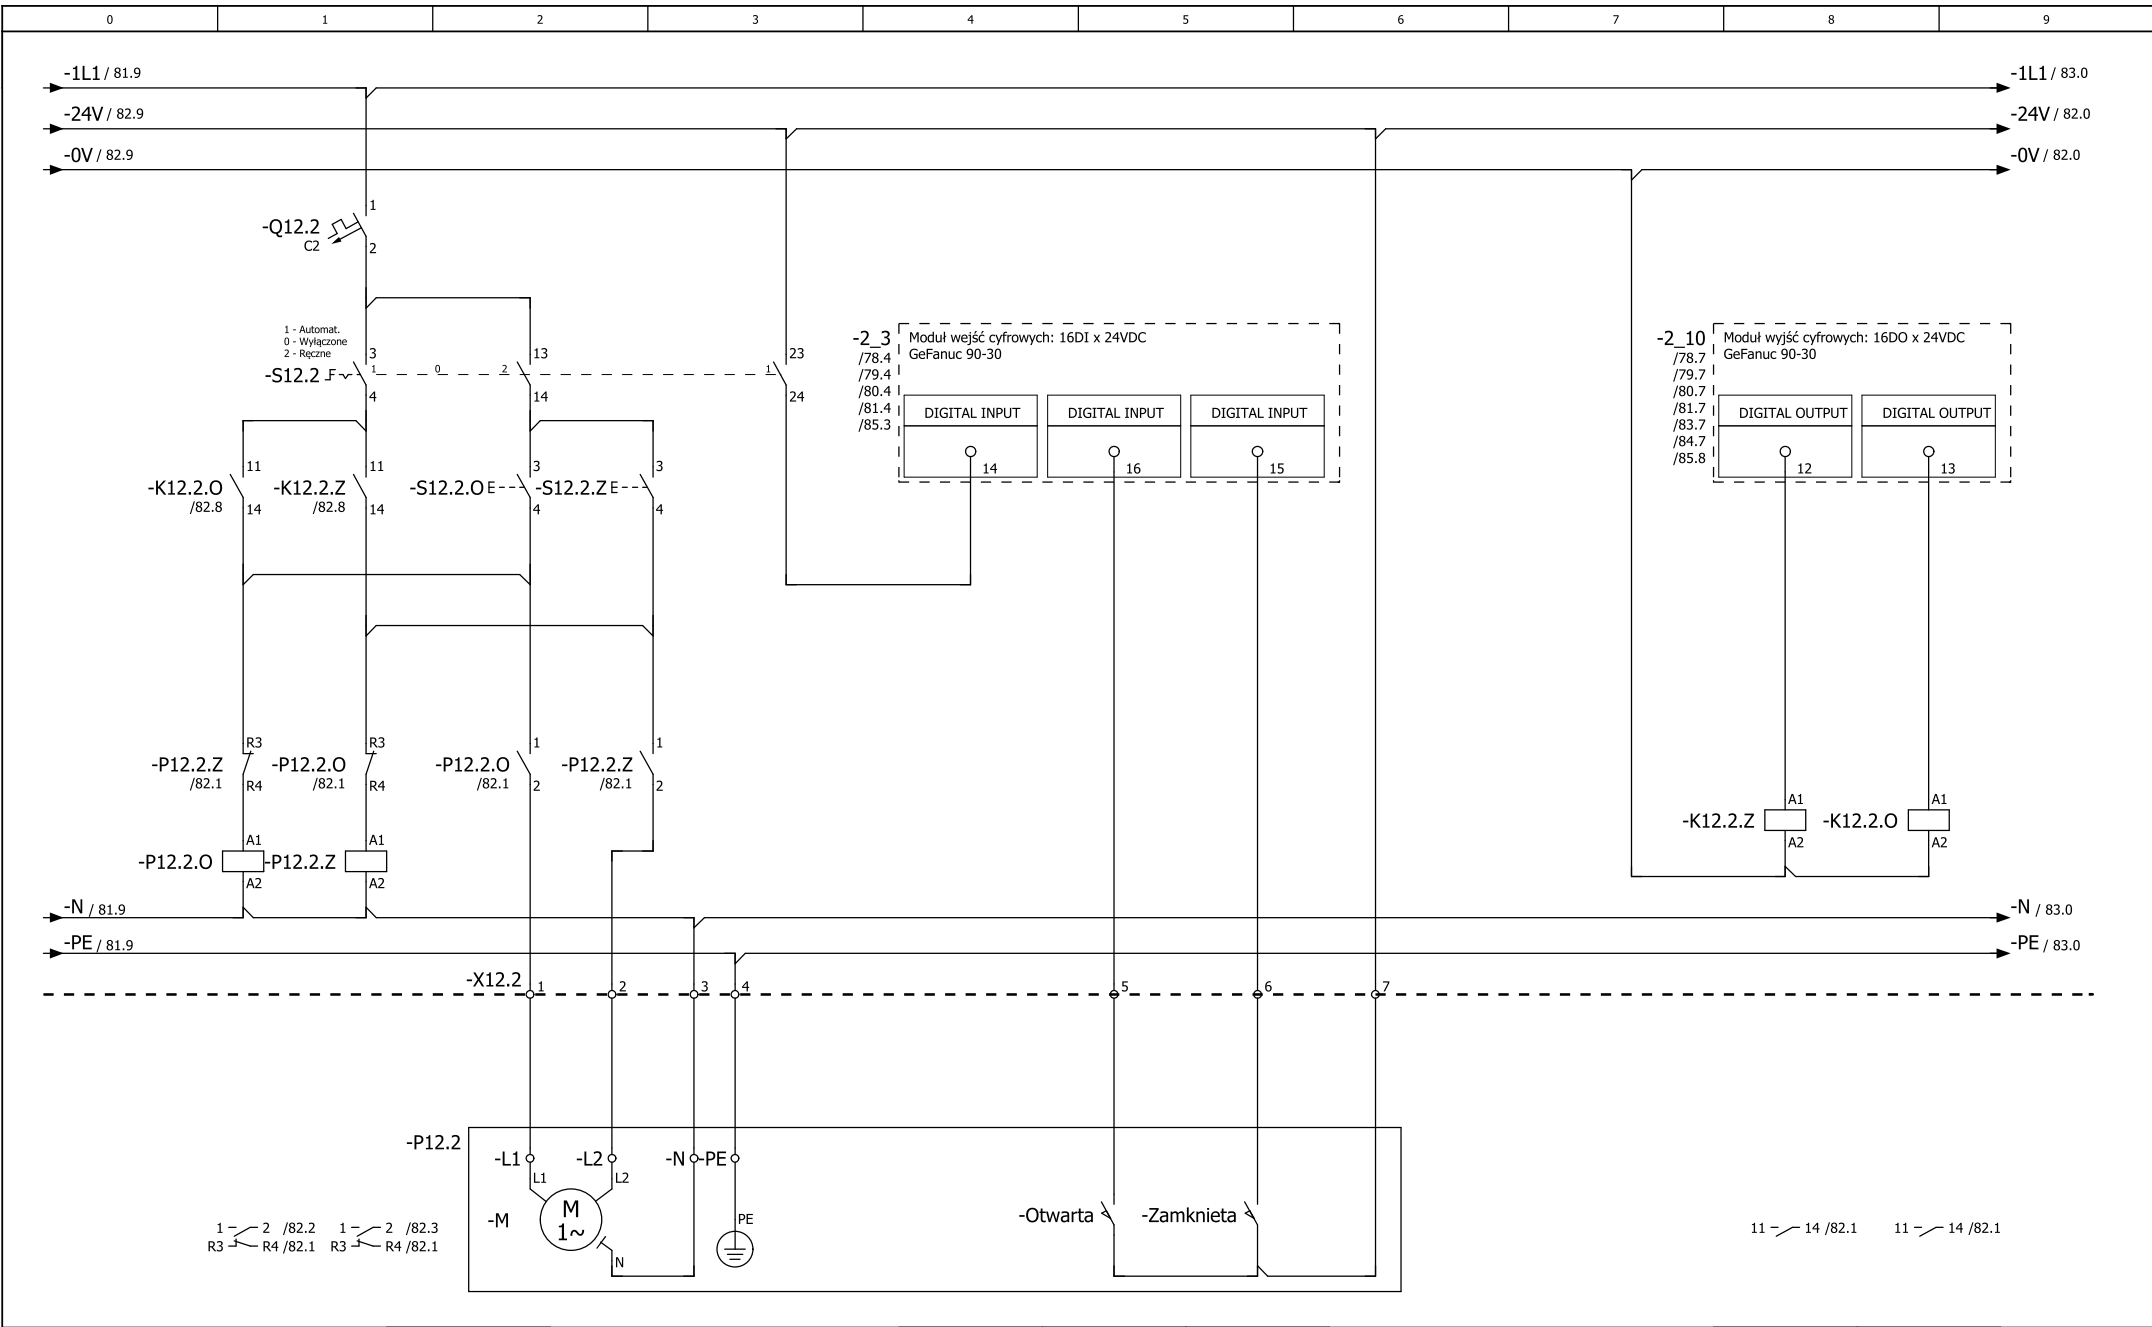 0 1 2 3 4 5 6 7 8 9
-1L1 / 81.9
-1L1 / 83.0
-24V / 82.9
-24V / 82.0
-0V / 82.9
-0V / 82.0
1
-Q12.2
C2
2
1 - Automat.
0 - Wyłączone
2 - Ręczne
-S12.2
3
4
1
0
2
13
14
1
23
24
-2_3
/78.4
/79.4
/80.4
/81.4
/85.3
Moduł wejść cyfrowych: 16DI x 24VDC
GeFanuc 90-30
DIGITAL INPUT
DIGITAL INPUT
DIGITAL INPUT
14
16
15
-2_10
/78.7
/79.7
/80.7
/81.7
/83.7
/84.7
/85.8
Moduł wyjść cyfrowych: 16DO x 24VDC
GeFanuc 90-30
DIGITAL OUTPUT
DIGITAL OUTPUT
12
13
11
-K12.2.O
/82.8
14
11
-K12.2.Z
/82.8
14
3
-S12.2.O E
4
3
-S12.2.Z E
4
R3
-P12.2.Z
/82.1
R4
R3
-P12.2.O
/82.1
R4
1
-P12.2.O
/82.1
2
1
-P12.2.Z
/82.1
2
A1
-P12.2.O
A2
A1
-P12.2.Z
A2
A1
-K12.2.Z
A2
A1
-K12.2.O
A2
-N / 81.9
-N / 83.0
-PE / 81.9
-PE / 83.0
-X12.2
1 2 3 4 5 6 7
-P12.2
-L1
-L2
-N
-PE
L1
L2
-M
M
1~
N
PE
-Otwarta
-Zamknieta
1 2 /82.2
R3 R4 /82.1
1 2 /82.3
R3 R4 /82.1
11 14 /82.1
11 14 /82.1